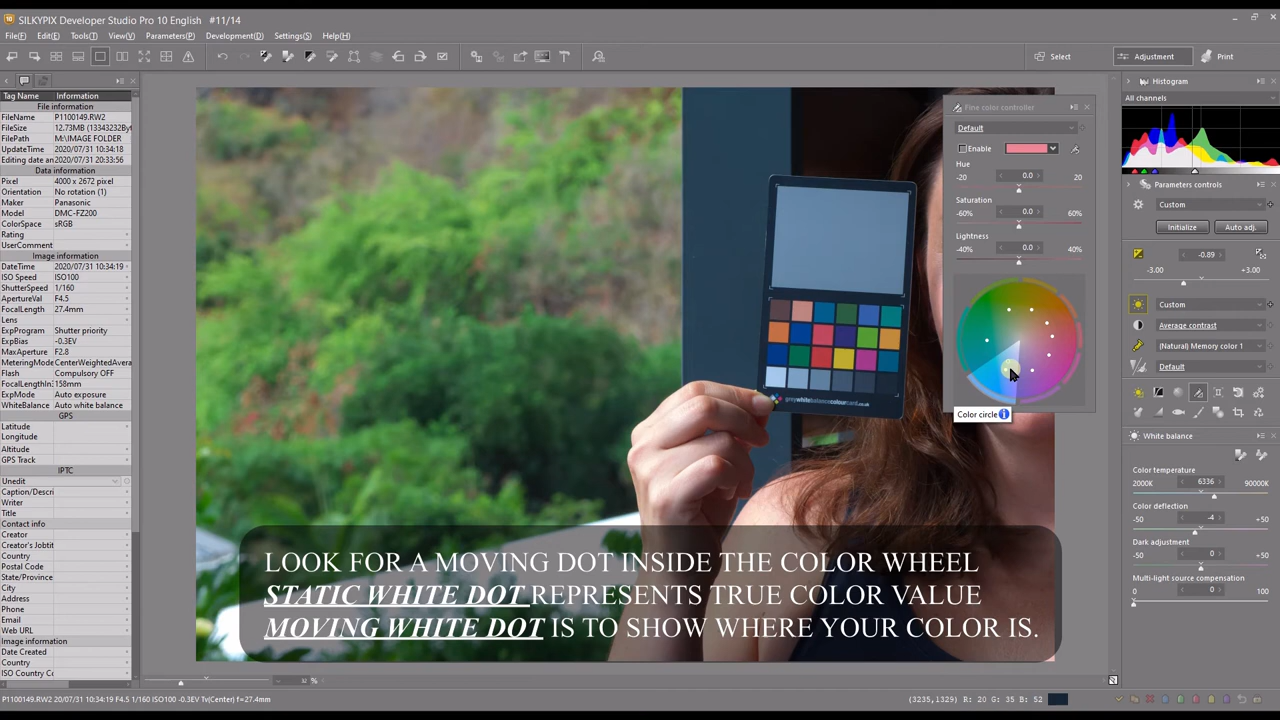 SILKYPIX Developer Studio Pro 10 English #11/14
File(F) Edit(E) Tools(T) View(V) Parameters(P) Development(D) Settings(S) Help(H)
Select Adjustment Print
Tag Name Information
File information
FileName P1100149.RW2
FileSize 12.73MB (13343232Byt
FilePath M:\IMAGE FOLDER
UpdateTime 2020/07/31 10:34:18
Editing date an 2020/07/31 20:33:56
Data information
Pixel 4000 x 2672 pixel
Orientation No rotation (1)
Maker Panasonic
Model DMC-FZ200
ColorSpace sRGB
Rating
UserComment
Image information
DateTime 2020/07/31 10:34:19
ISO Speed ISO100
ShutterSpeed 1/160
ApertureVal F4.5
FocalLength 27.4mm
Lens
ExpProgram Shutter priority
ExpMode Auto exposure
MaxAperture F2.8
MeteringMode CenterWeightedAvera
Flash Compulsory OFF
FocalLengthIn 158mm
ExpMode Auto exposure
WhiteBalance Auto
GPS
Latitude
Longitude
Altitude
GPS Track
IPTC
Unedit
Caption/Descri
Writer
Title
Contact info
Creator
Creator's Jobtit
Country
Postal Code
State/Province
City
Address
Phone
Email
Web URL
Image information
Date Created
Country
ISO Country Co
Fine color controller
Default
Enable
Hue
-20 0.0 20
Saturation
-60% 0.0 60%
Lightness
-40% 0.0 40%
Color circle
greywhitebalancecolourcard.co.uk
LOOK FOR A MOVING DOT INSIDE THE COLOR WHEEL
STATIC WHITE DOT REPRESENTS TRUE COLOR VALUE
MOVING WHITE DOT IS TO SHOW WHERE YOUR COLOR IS.
Histogram
All channels
Parameters controls
Custom
Initialize Auto adj.
-0.89
-3.00 +3.00
Custom
Average contrast
(Natural) Memory color 1
Default
White balance
Color temperature
2000K 6336 90000K
Color deflection
-50 -4 +50
Dark adjustment
-50 0 +50
Multi-light source compensation
0 0 100
%
P1100149.RW2 20/07/31 10:34:19 F4.5 1/160 ISO100 -0.3EV Tv(Center) f=27.4mm
(3235,1329) R: 20 G: 35 B: 52